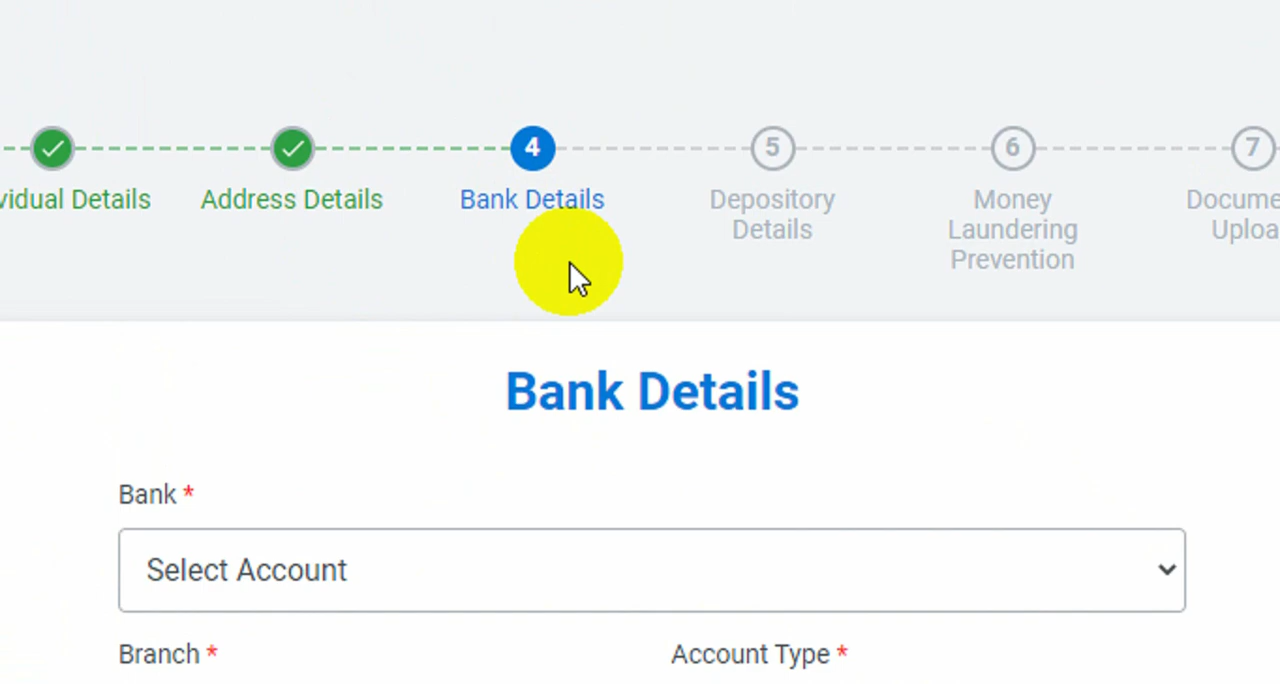 4
5
6
7
vidual Details
Address Details
Bank Details
Depository
Details
Money
Laundering
Prevention
Docume
Uploa
Bank Details
Bank *
Select Account
Branch *
Account Type *